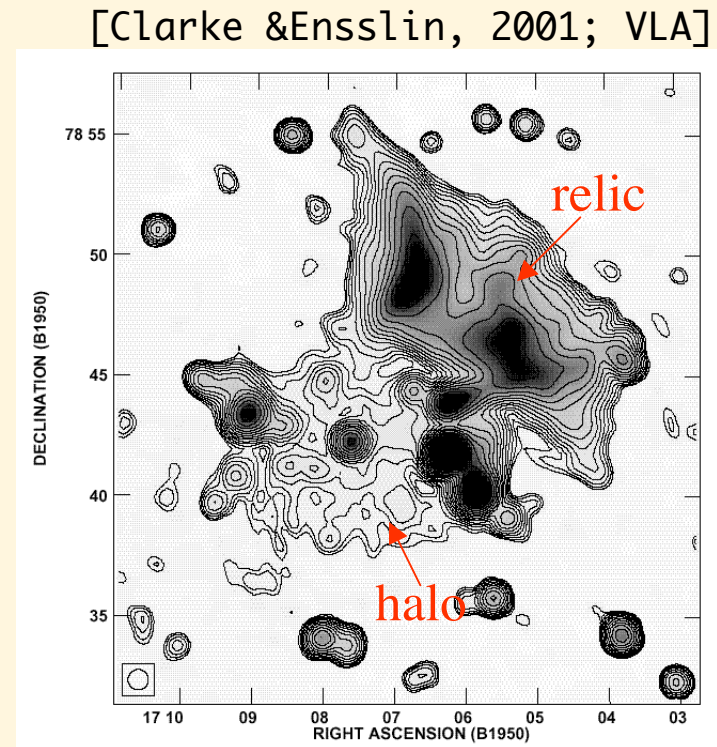 [Clarke &Ensslin, 2001; VLA]
78 55
relic
50
DECLINATION (B1950)
45
40
halo
35
17 10 09 08 07 06 05 04 03
RIGHT ASCENSION (B1950)